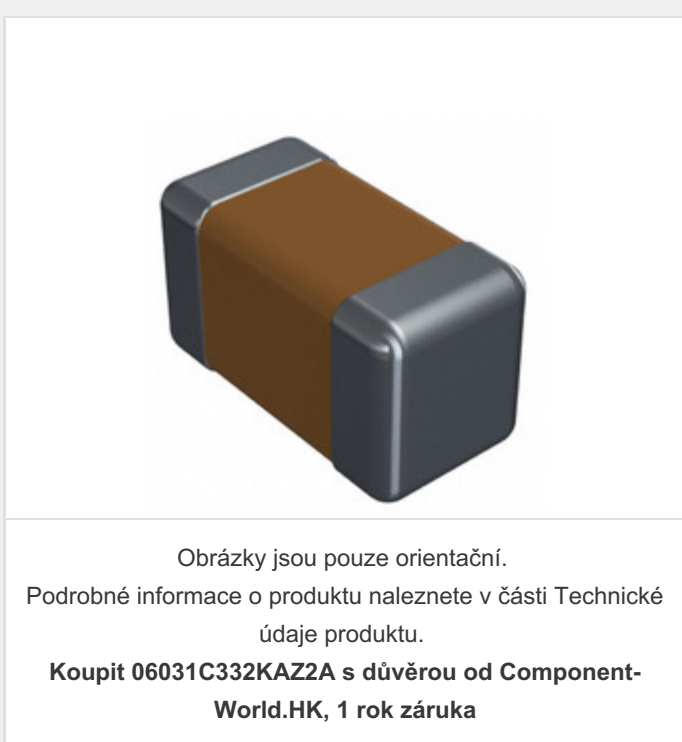 Obrázky jsou pouze orientační.
Podrobné informace o produktu naleznete v části Technické
údaje produktu.
Koupit 06031C332KAZ2A s důvěrou od Component-
World.HK, 1 rok záruka